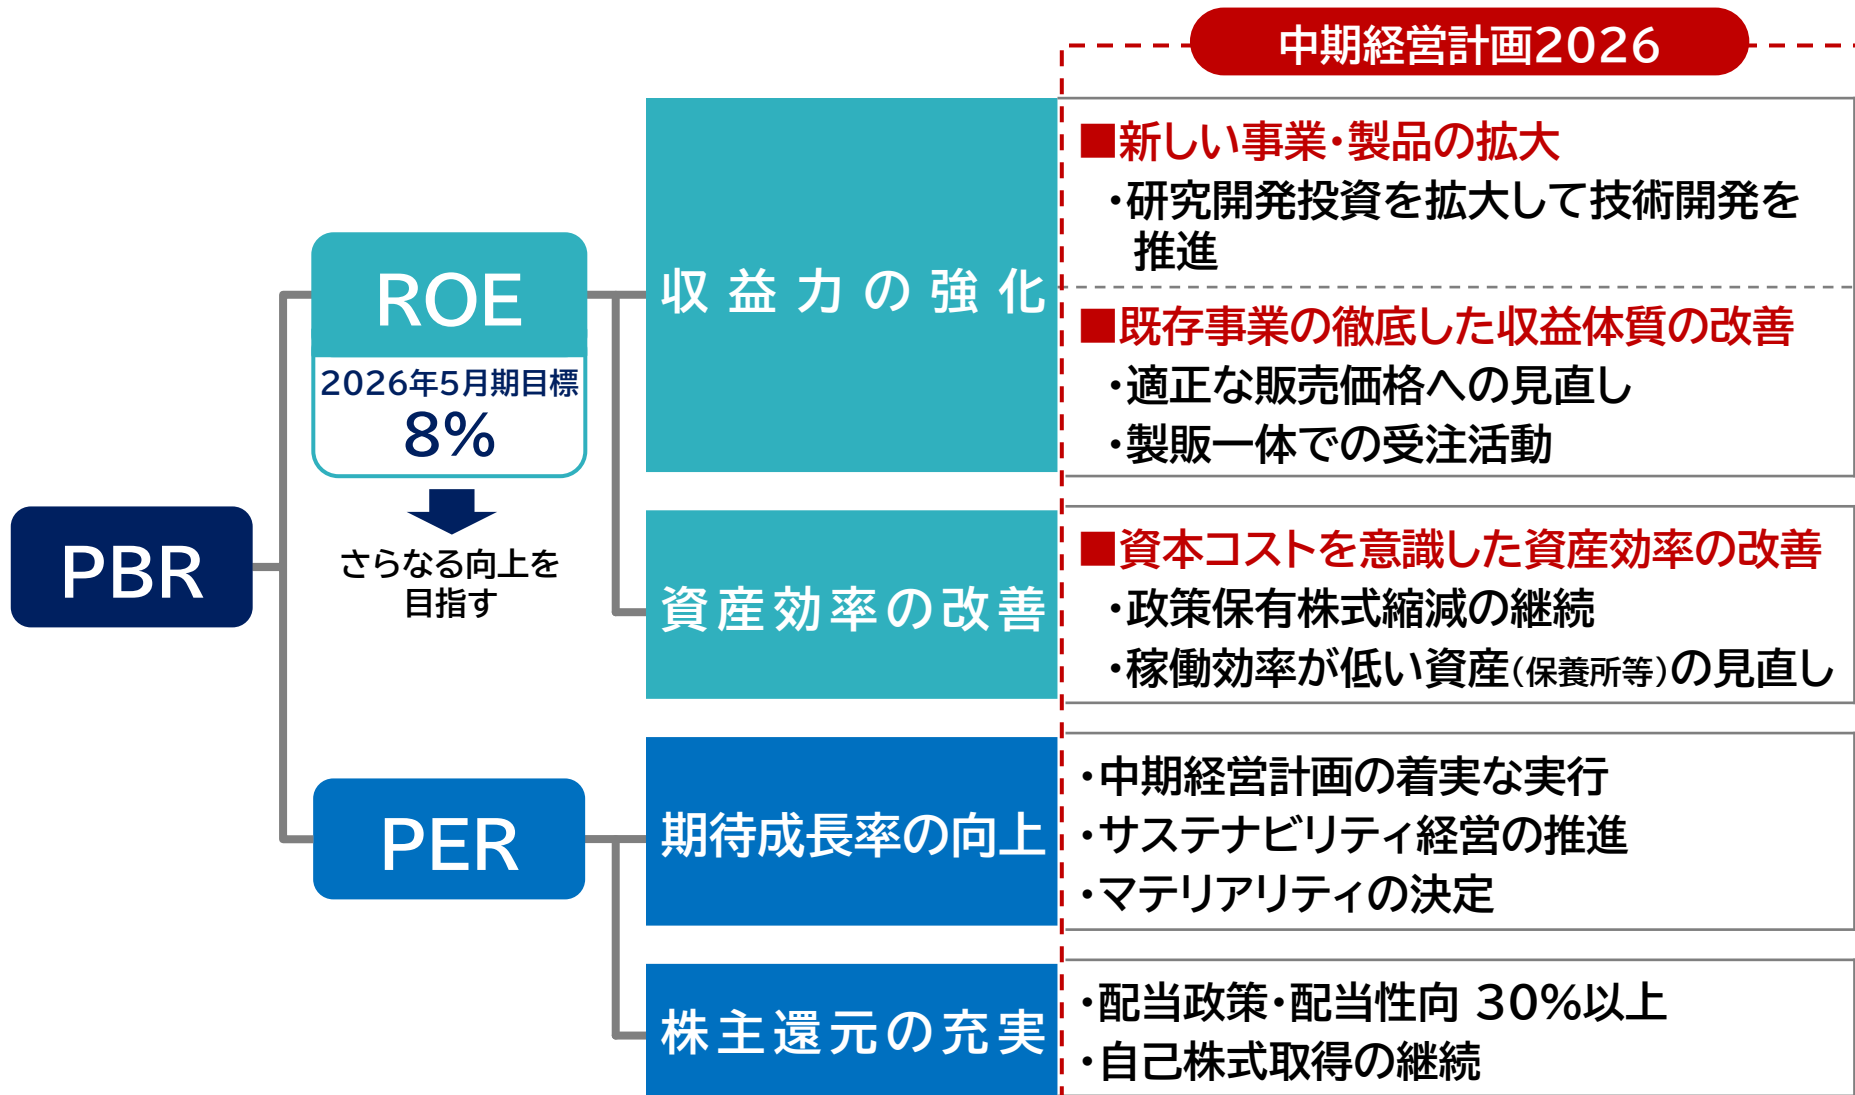 中期経営計画2026
PBR
ROE
2026年5月期目標
8%
さらなる向上を
目指す
収益力の強化
■新しい事業・製品の拡大
・研究開発投資を拡大して技術開発を
推進
■既存事業の徹底した収益体質の改善
・適正な販売価格への見直し
・製販一体での受注活動
資産効率の改善
■資本コストを意識した資産効率の改善
・政策保有株式縮減の継続
・稼働効率が低い資産(保養所等)の見直し
PER
期待成長率の向上
・中期経営計画の着実な実行
・サステナビリティ経営の推進
・マテリアリティの決定
株主還元の充実
・配当政策・配当性向 30%以上
・自己株式取得の継続